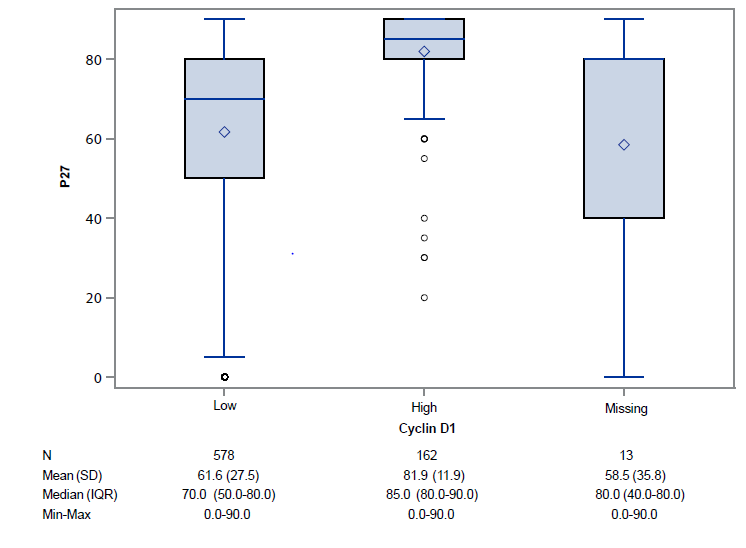 80
60
P27
40
20
0
Low High Missing
Cyclin D1
N 578 162 13
Mean (SD) 61.6 (27.5) 81.9 (11.9) 58.5 (35.8)
Median (IQR) 70.0 (50.0-80.0) 85.0 (80.0-90.0) 80.0 (40.0-80.0)
Min-Max 0.0-90.0 0.0-90.0 0.0-90.0